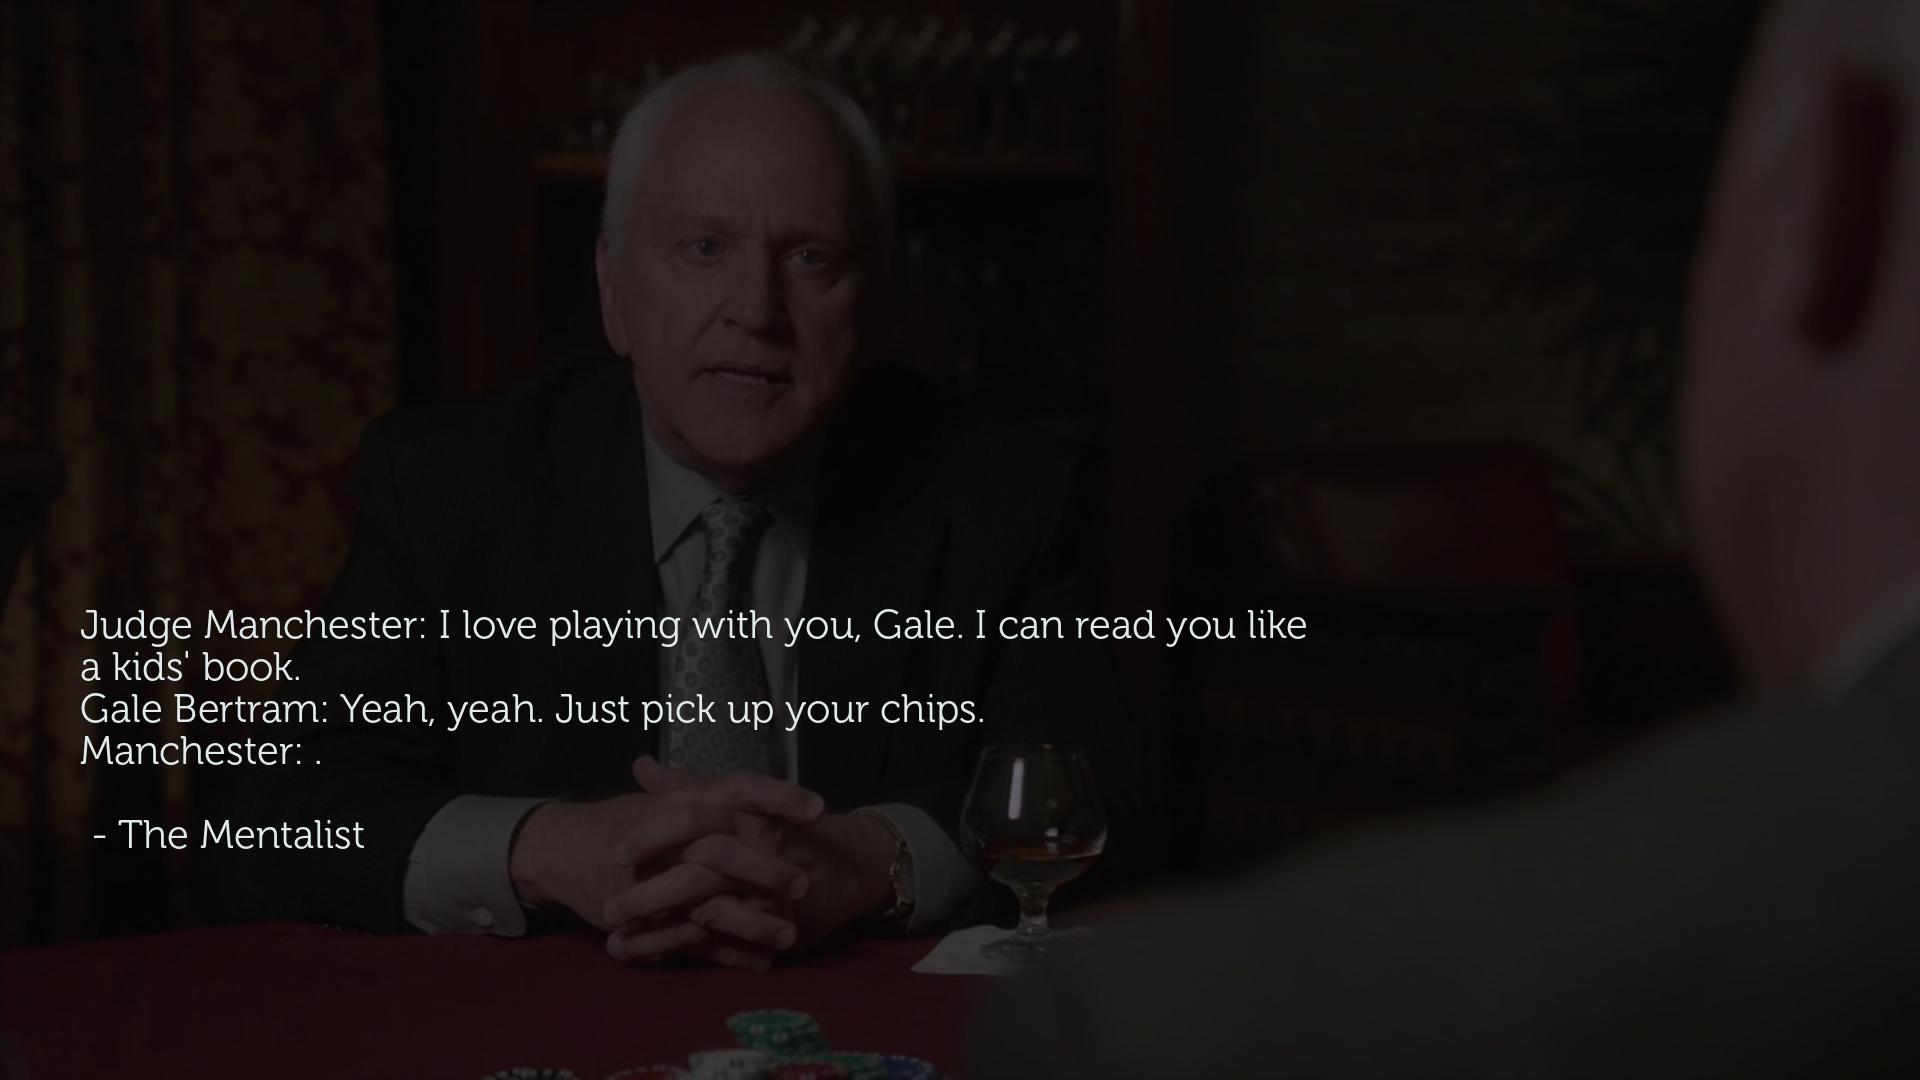 Judge Manchester: I love playing with you, Gale. I can read you like
a kids' book.
Gale Bertram: Yeah, yeah. Just pick up your chips.
Manchester: .
- The Mentalist